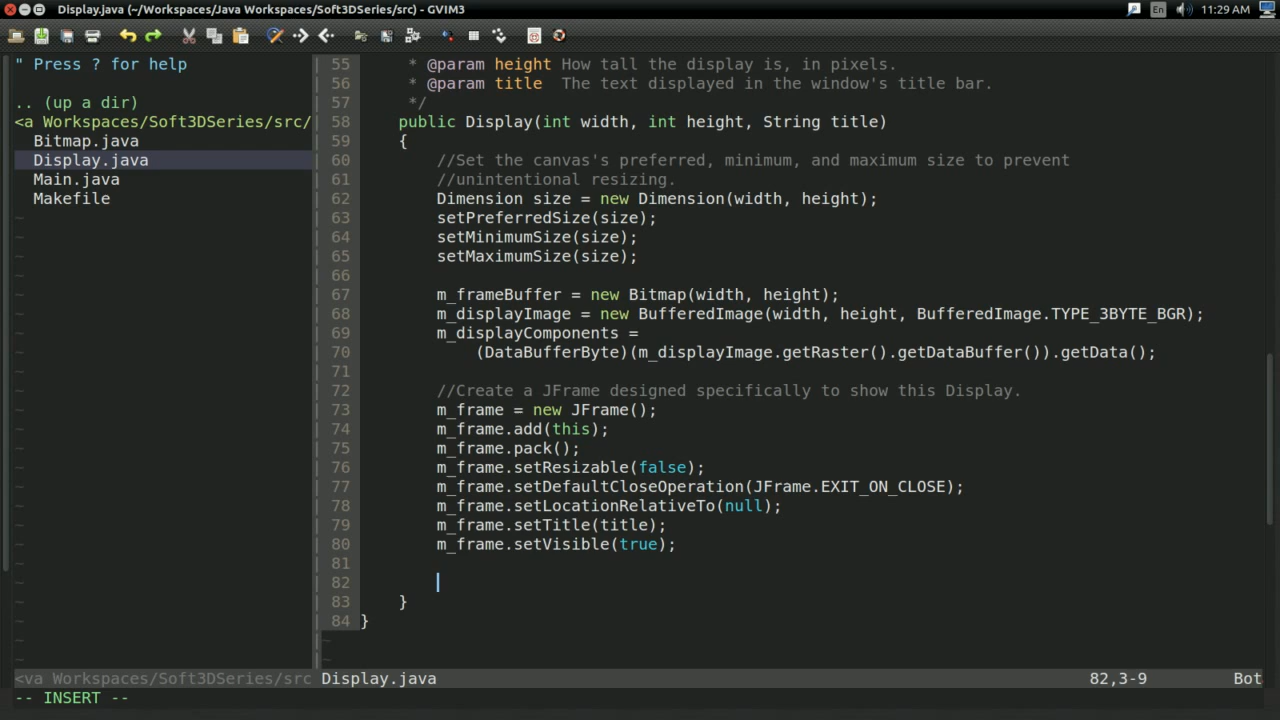 Display.java (~/Workspaces/Java Workspaces/Soft3DSeries/src) - GVIM3
En
11:29 AM
" Press ? for help
.. (up a dir)
<a Workspaces/Soft3DSeries/src/
Bitmap.java
Display.java
Main.java
Makefile
55 * @param height How tall the display is, in pixels.
56 * @param title  The text displayed in the window's title bar.
57 */
58 public Display(int width, int height, String title)
59 {
60 //Set the canvas's preferred, minimum, and maximum size to prevent
61 //unintentional resizing.
62 Dimension size = new Dimension(width, height);
63 setPreferredSize(size);
64 setMinimumSize(size);
65 setMaximumSize(size);
66
67 m_frameBuffer = new Bitmap(width, height);
68 m_displayImage = new BufferedImage(width, height, BufferedImage.TYPE_3BYTE_BGR);
69 m_displayComponents =
70 (DataBufferByte)(m_displayImage.getRaster().getDataBuffer()).getData();
71
72 //Create a JFrame designed specifically to show this Display.
73 m_frame = new JFrame();
74 m_frame.add(this);
75 m_frame.pack();
76 m_frame.setResizable(false);
77 m_frame.setDefaultCloseOperation(JFrame.EXIT_ON_CLOSE);
78 m_frame.setLocationRelativeTo(null);
79 m_frame.setTitle(title);
80 m_frame.setVisible(true);
81
82
83 }
84 }
<va Workspaces/Soft3DSeries/src Display.java 82,3-9 Bot
-- INSERT --